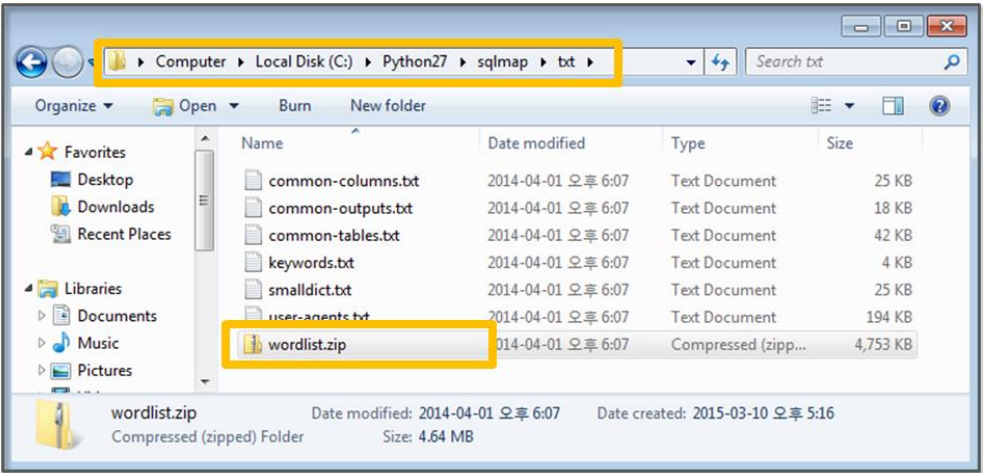 Computer Local Disk (C:) Python27 sqlmap txt Search txt
Organize Open Burn New folder
Name Date modified Type Size
Favorites
Desktop
Downloads
Recent Places
Libraries
Documents
Music
Pictures
common-columns.txt 2014-04-01 오후 6:07 Text Document 25 KB
common-outputs.txt 2014-04-01 오후 6:07 Text Document 18 KB
common-tables.txt 2014-04-01 오후 6:07 Text Document 42 KB
keywords.txt 2014-04-01 오후 6:07 Text Document 4 KB
smalldict.txt 2014-04-01 오후 6:07 Text Document 25 KB
user-agents.txt 2014-04-01 오후 6:07 Text Document 194 KB
wordlist.zip 2014-04-01 오후 6:07 Compressed (zipp... 4,753 KB
wordlist.zip Date modified: 2014-04-01 오후 6:07 Date created: 2015-03-10 오후 5:16
Compressed (zipped) Folder Size: 4.64 MB